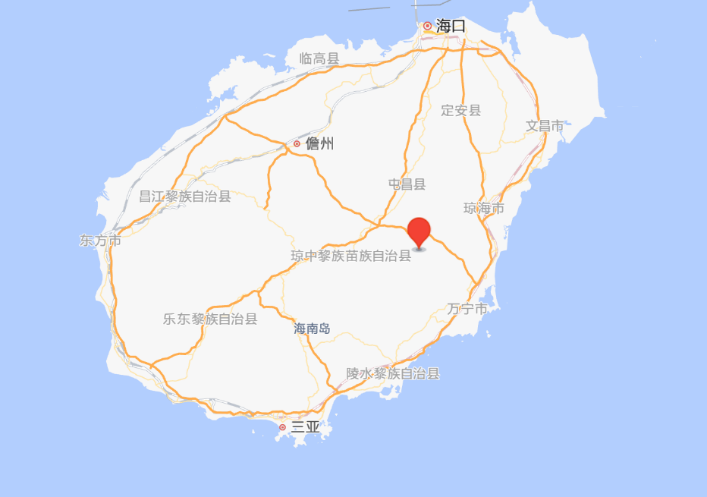 海口
临高县
定安县
文昌市
儋州
屯昌县
昌江黎族自治县
琼海市
东方市
琼中黎族苗族自治县
万宁市
乐东黎族自治县
海南岛
陵水黎族自治县
三亚